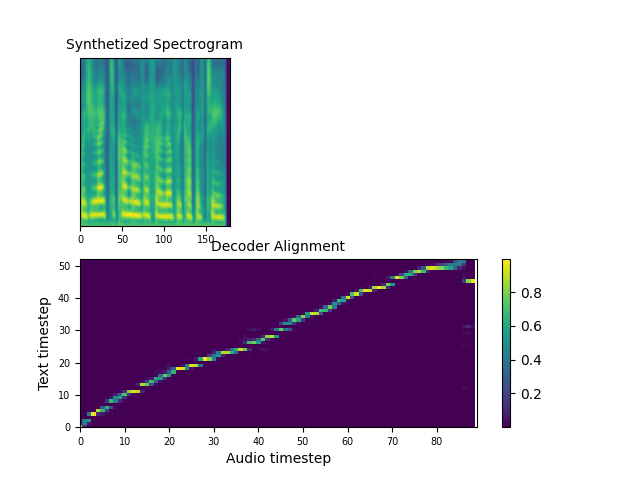 Synthetized Spectrogram
0 50 100 150
Decoder Alignment
50
40
30
20
10
0
Text timestep
0 10 20 30 40 50 60 70 80
Audio timestep
0.8
0.6
0.4
0.2